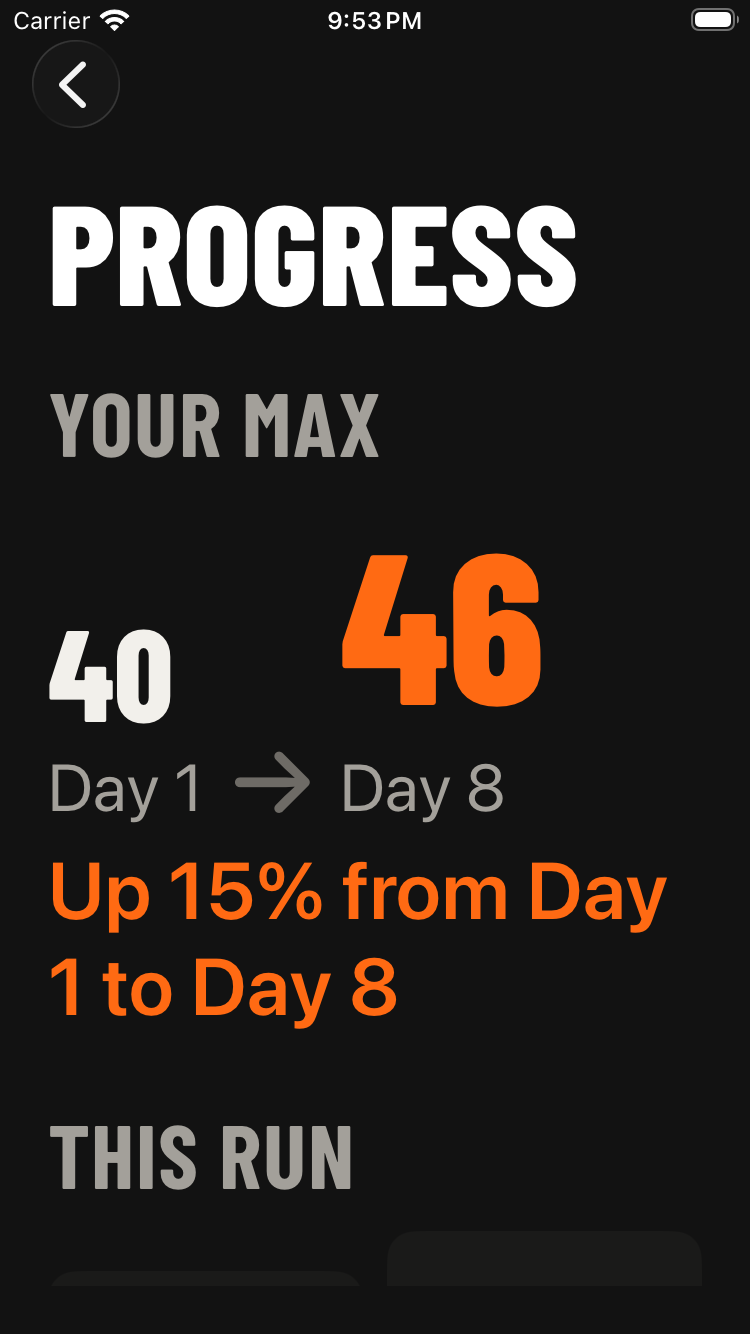 Carrier 9:53 PM
PROGRESS
YOUR MAX
40 46
Day 1 → Day 8
Up 15% from Day
1 to Day 8
THIS RUN